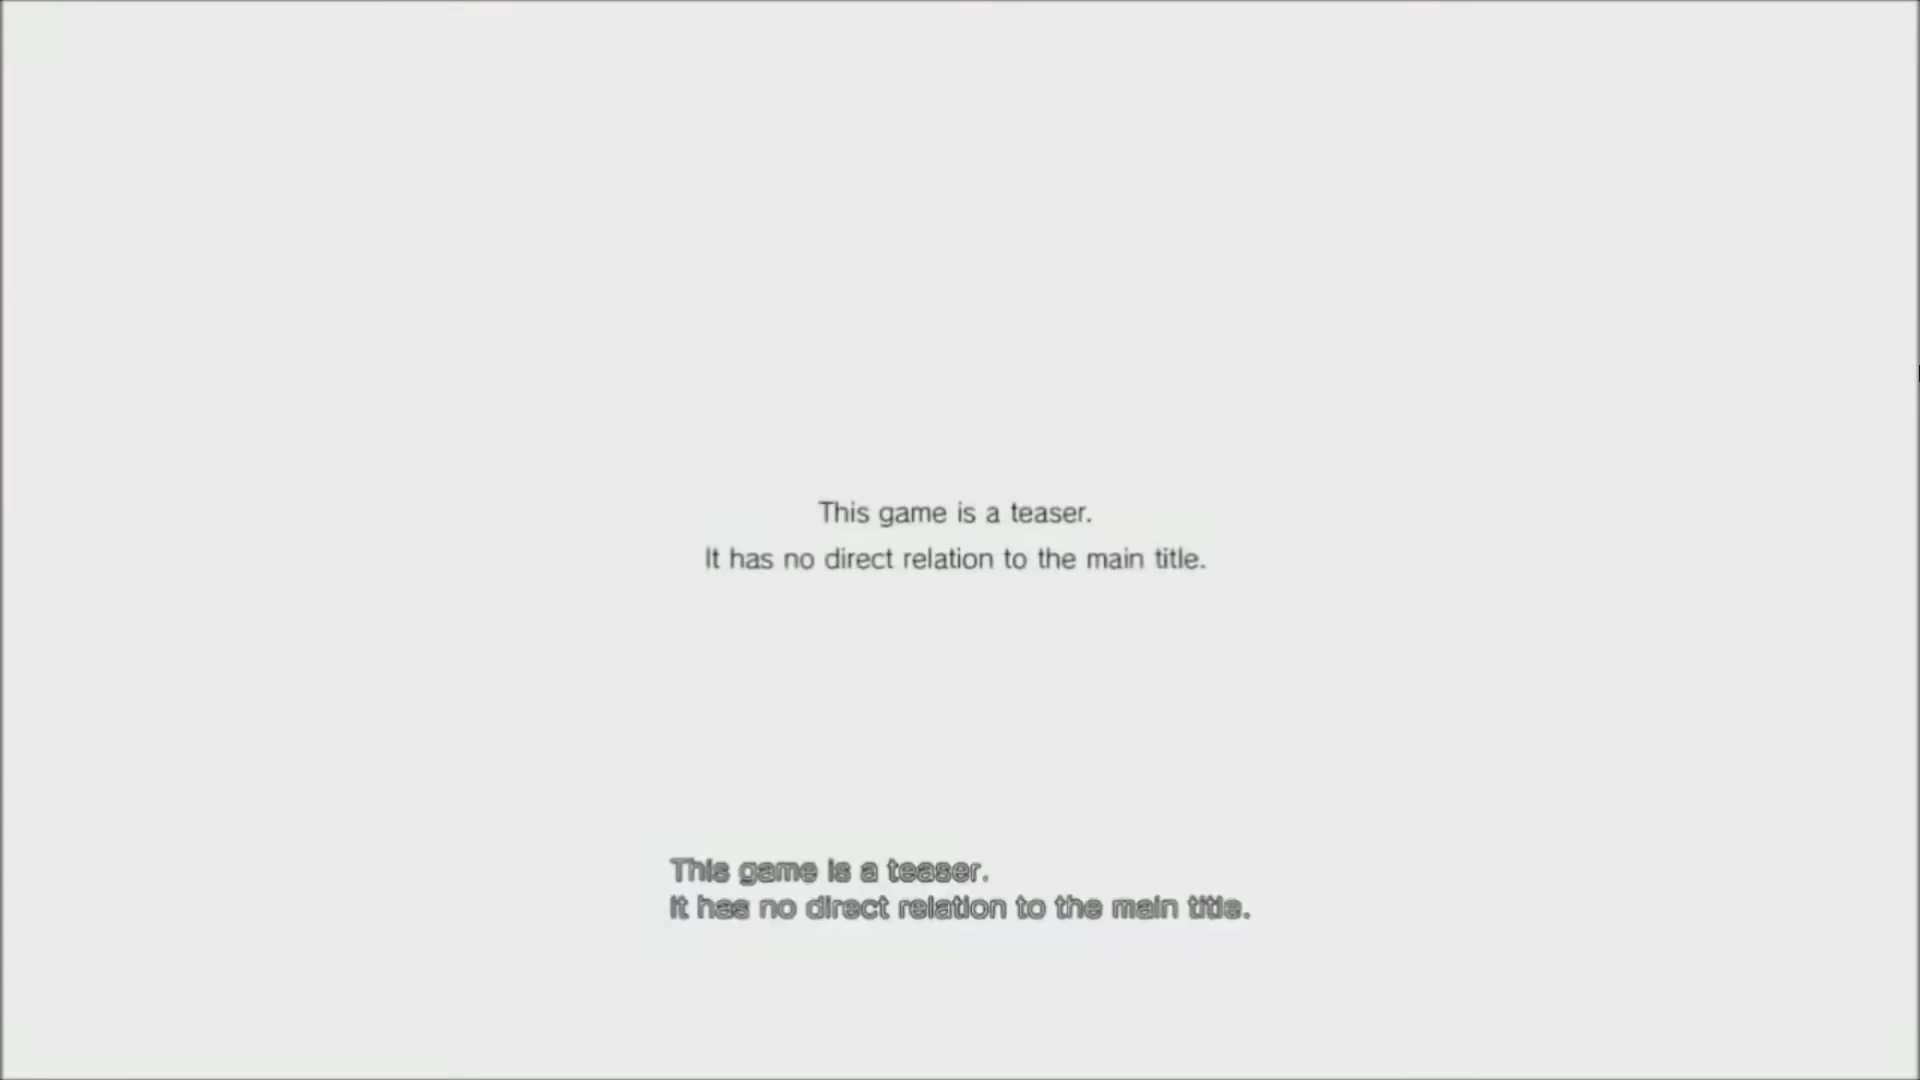 This game is a teaser.
It has no direct relation to the main title.
This game is a teaser.
It has no direct relation to the main title.